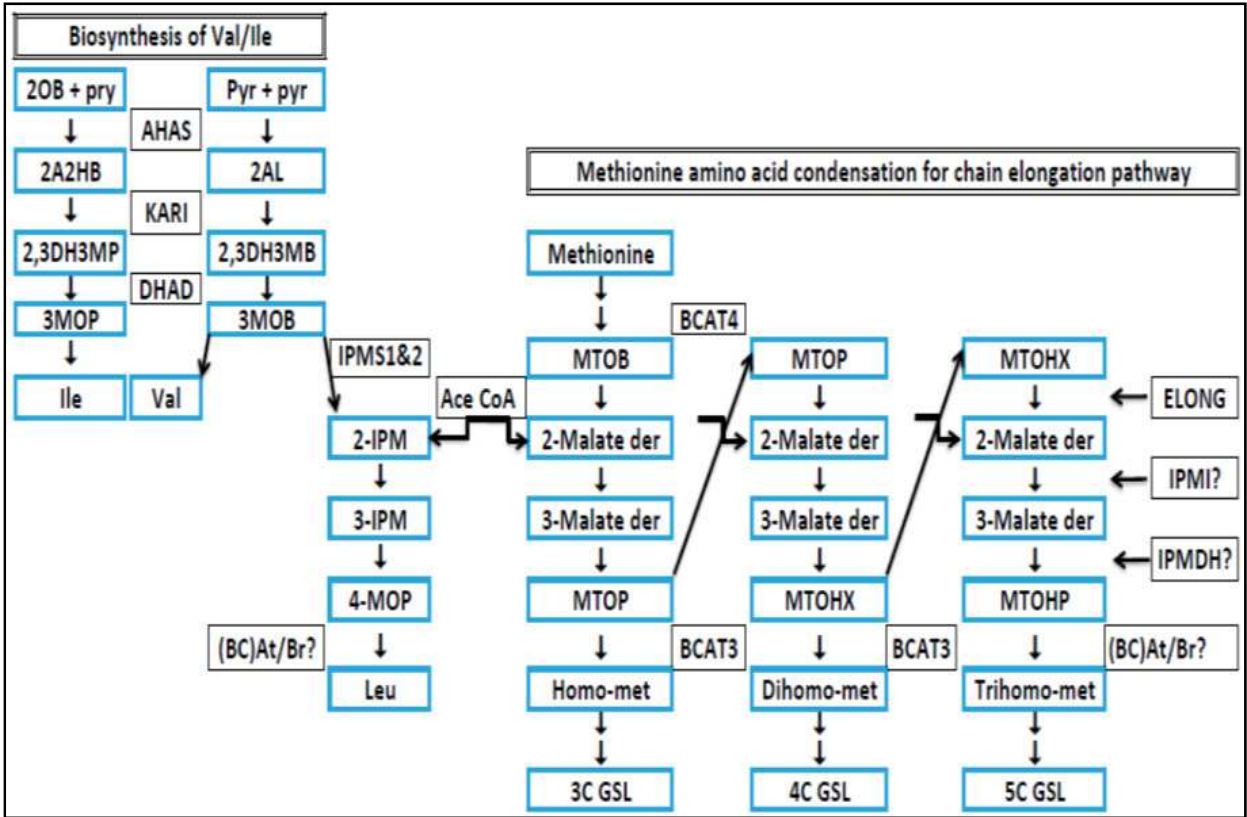 Biosynthesis of Val/Ile
2OB + pry
Pyr + pyr
AHAS
2A2HB
2AL
KARI
2,3DH3MP
2,3DH3MB
DHAD
3MOP
3MOB
Ile
Val
IPMS1&2
Ace CoA
2-IPM
3-IPM
4-MOP
(BC)At/Br?
Leu
Methionine amino acid condensation for chain elongation pathway
Methionine
BCAT4
MTOB
MTOP
MTOHX
ELONG
2-Malate der
2-Malate der
2-Malate der
IPMI?
3-Malate der
3-Malate der
3-Malate der
IPMDH?
MTOP
MTOHX
MTOHP
BCAT3
BCAT3
(BC)At/Br?
Homo-met
Dihomo-met
Trihomo-met
3C GSL
4C GSL
5C GSL